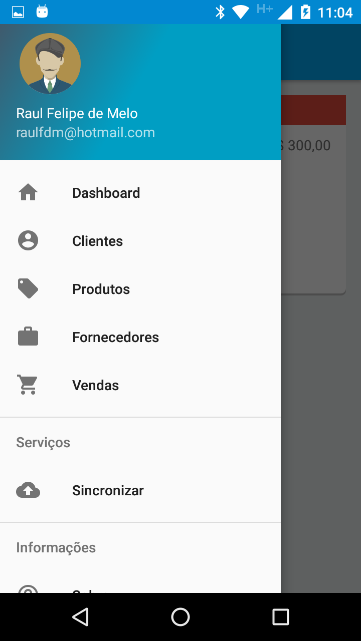 H+ 11:04
Raul Felipe de Melo
raulfdm@hotmail.com
$ 300,00
Dashboard
Clientes
Produtos
Fornecedores
Vendas
Serviços
Sincronizar
Informações